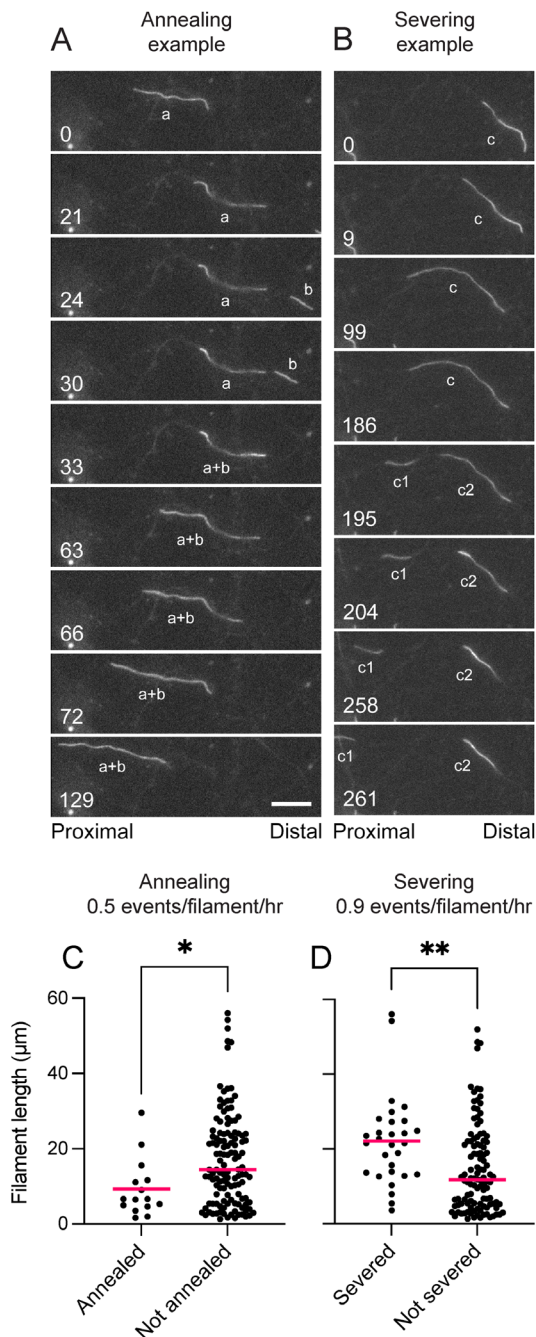 A
Annealing
example
0
a
21
a
24
a
b
30
a
b
33
a+b
63
a+b
66
a+b
72
a+b
129
a+b
Proximal
Distal
B
Severing
example
0
c
9
c
99
c
186
c
195
c1
c2
204
c1
c2
258
c1
c2
261
c1
c2
Proximal
Distal
Annealing
0.5 events/filament/hr
C
*
Filament length (µm)
60
40
20
0
Annealed
Not annealed
Severing
0.9 events/filament/hr
D
**
Severed
Not severed